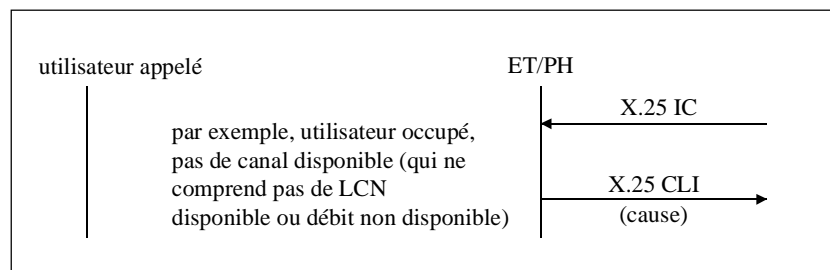 utilisateur appelé
ET/PH
X.25 IC
par exemple, utilisateur occupé,
pas de canal disponible (qui ne
comprend pas de LCN
disponible ou débit non disponible)
X.25 CLI
(cause)